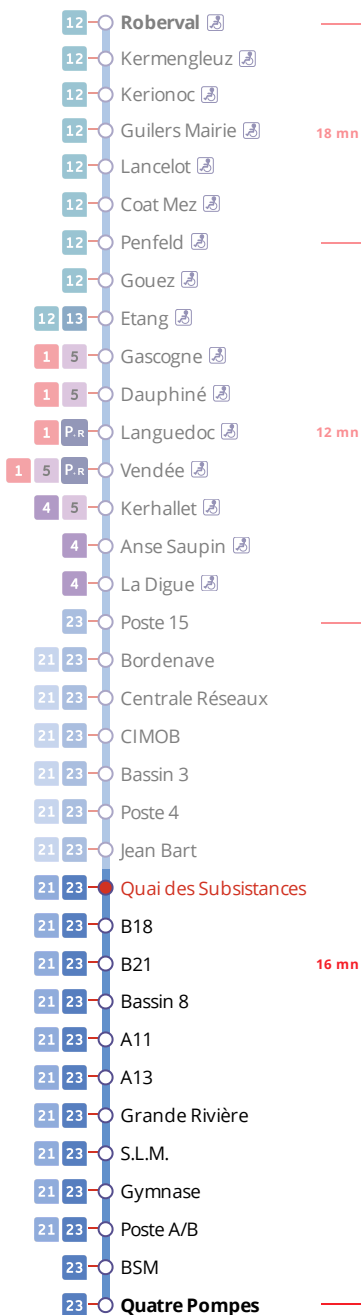 12 Roberval
12 Kermengleuz
12 Kerionoc
12 Guilers Mairie 18 mn
12 Lancelot
12 Coat Mez
12 Penfeld
12 Gouez
12 13 Etang
1 5 Gascogne
1 5 Dauphiné
1 P.R Languedoc 12 mn
1 5 P.R Vendée
4 5 Kerhallet
4 Anse Saupin
4 La Digue
23 Poste 15
21 23 Bordenave
21 23 Centrale Réseaux
21 23 CIMOB
21 23 Bassin 3
21 23 Poste 4
21 23 Jean Bart
21 23 Quai des Subsistances
21 23 B18
21 23 B21 16 mn
21 23 Bassin 8
21 23 A11
21 23 A13
21 23 Grande Rivière
21 23 S.L.M.
21 23 Gymnase
21 23 Poste A/B
23 BSM
23 Quatre Pompes